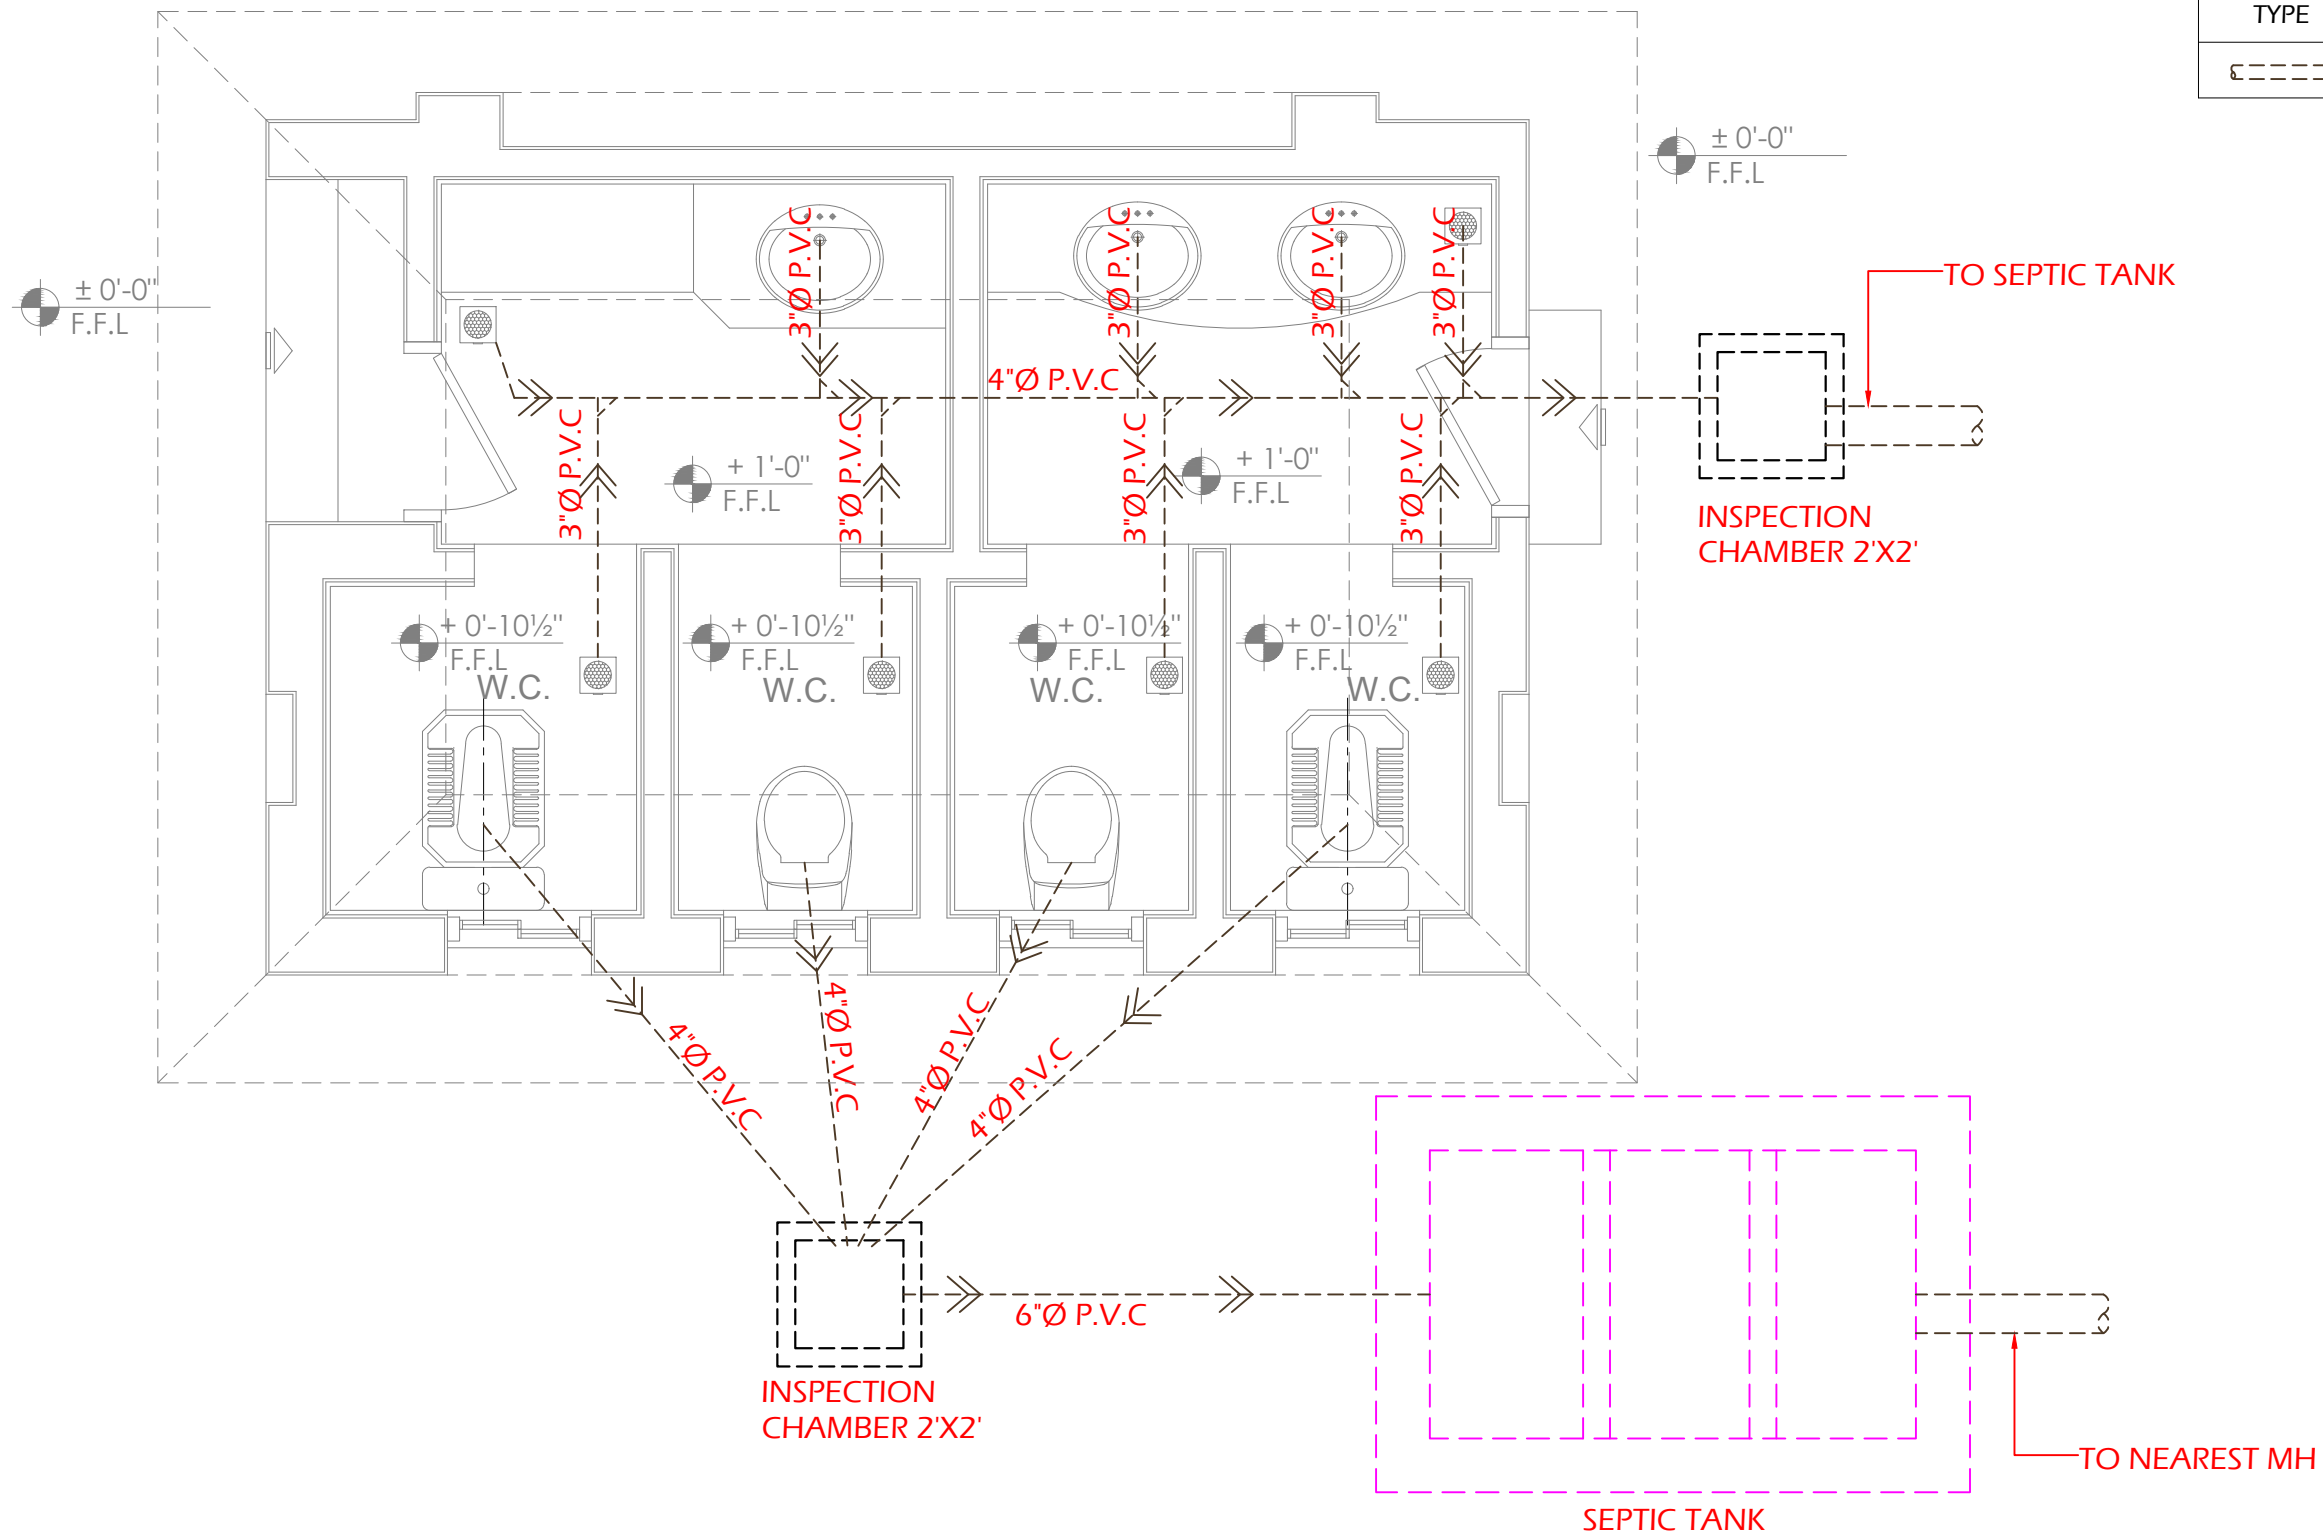 TYPE
± 0'-0"
F.F.L
± 0'-0"
F.F.L
3"Ø P.V.C
3"Ø P.V.C
3"Ø P.V.C
3"Ø P.V.C
TO SEPTIC TANK
4"Ø P.V.C
3"Ø P.V.C
3"Ø P.V.C
3"Ø P.V.C
3"Ø P.V.C
+ 1'-0"
F.F.L
+ 1'-0"
F.F.L
INSPECTION
CHAMBER 2'X2'
+ 0'-10½"
F.F.L
W.C.
+ 0'-10½"
F.F.L
W.C.
+ 0'-10½"
F.F.L
W.C.
+ 0'-10½"
F.F.L
W.C.
4"Ø P.V.C
4"Ø P.V.C
4"Ø P.V.C
4"Ø P.V.C
6"Ø P.V.C
INSPECTION
CHAMBER 2'X2'
TO NEAREST MH
SEPTIC TANK